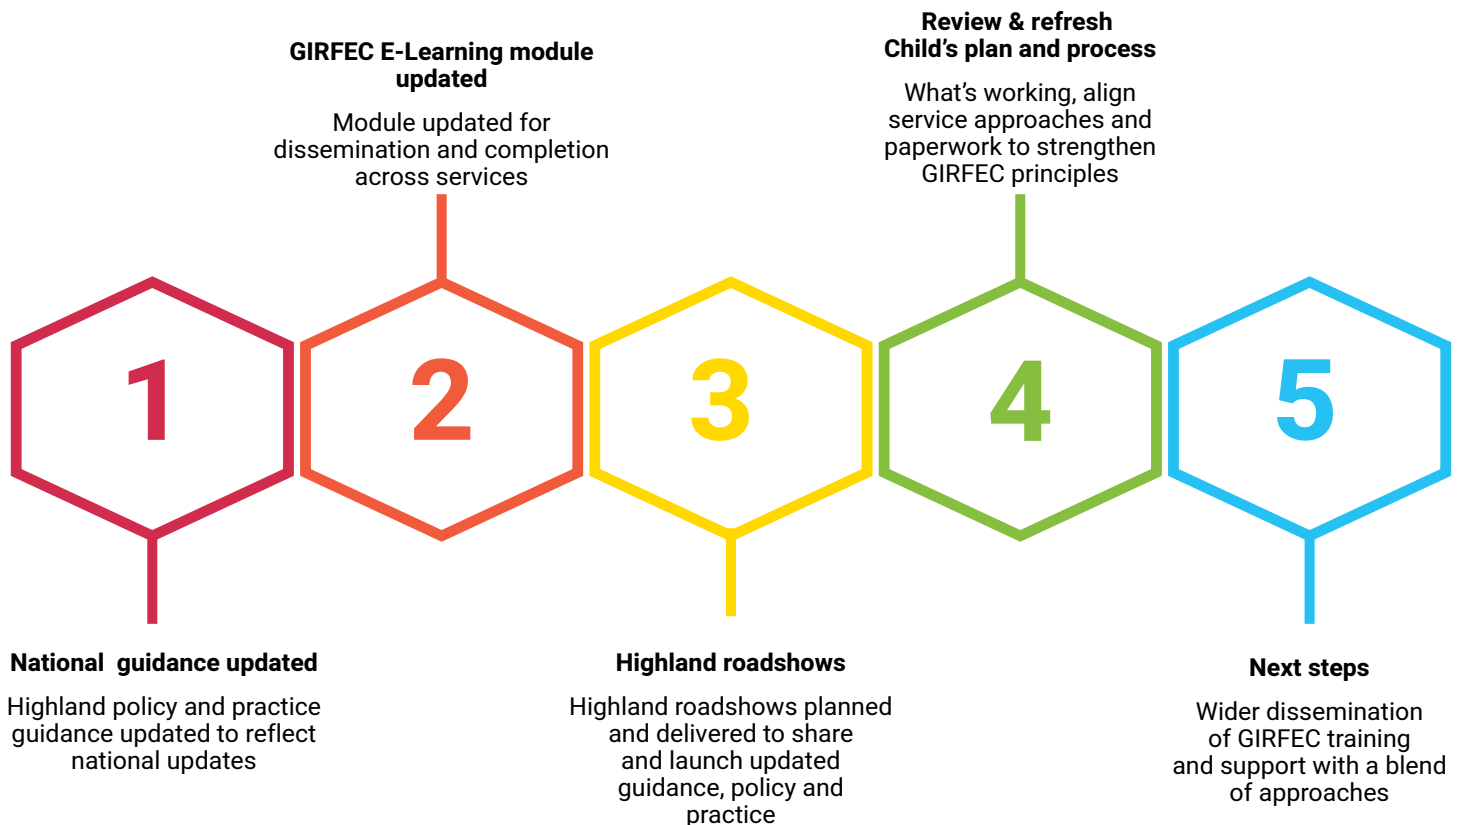 GIRFEC E-Learning module
updated
Module updated for
dissemination and completion
across services
Review & refresh
Child’s plan and process
What’s working, align
service approaches and
paperwork to strengthen
GIRFEC principles
1
2
3
4
5
National  guidance updated
Highland policy and practice
guidance updated to reflect
national updates
Highland roadshows
Highland roadshows planned
and delivered to share
and launch updated
guidance, policy and
practice
Next steps
Wider dissemination
of GIRFEC training
and support with a blend
of approaches